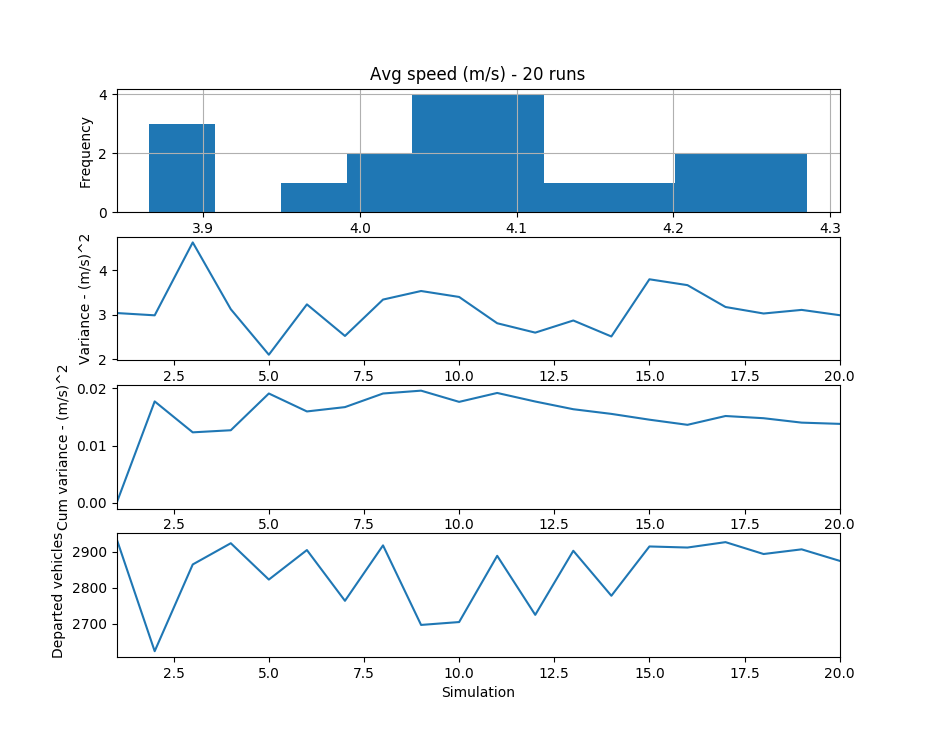 Avg speed (m/s) - 20 runs
Frequency
4
2
0
3.9 4.0 4.1 4.2 4.3
Variance - (m/s)^2
4
3
2
2.5 5.0 7.5 10.0 12.5 15.0 17.5 20.0
Cum variance - (m/s)^2
0.02
0.01
0.00
2.5 5.0 7.5 10.0 12.5 15.0 17.5 20.0
Departed vehicles
2900
2800
2700
2.5 5.0 7.5 10.0 12.5 15.0 17.5 20.0
Simulation